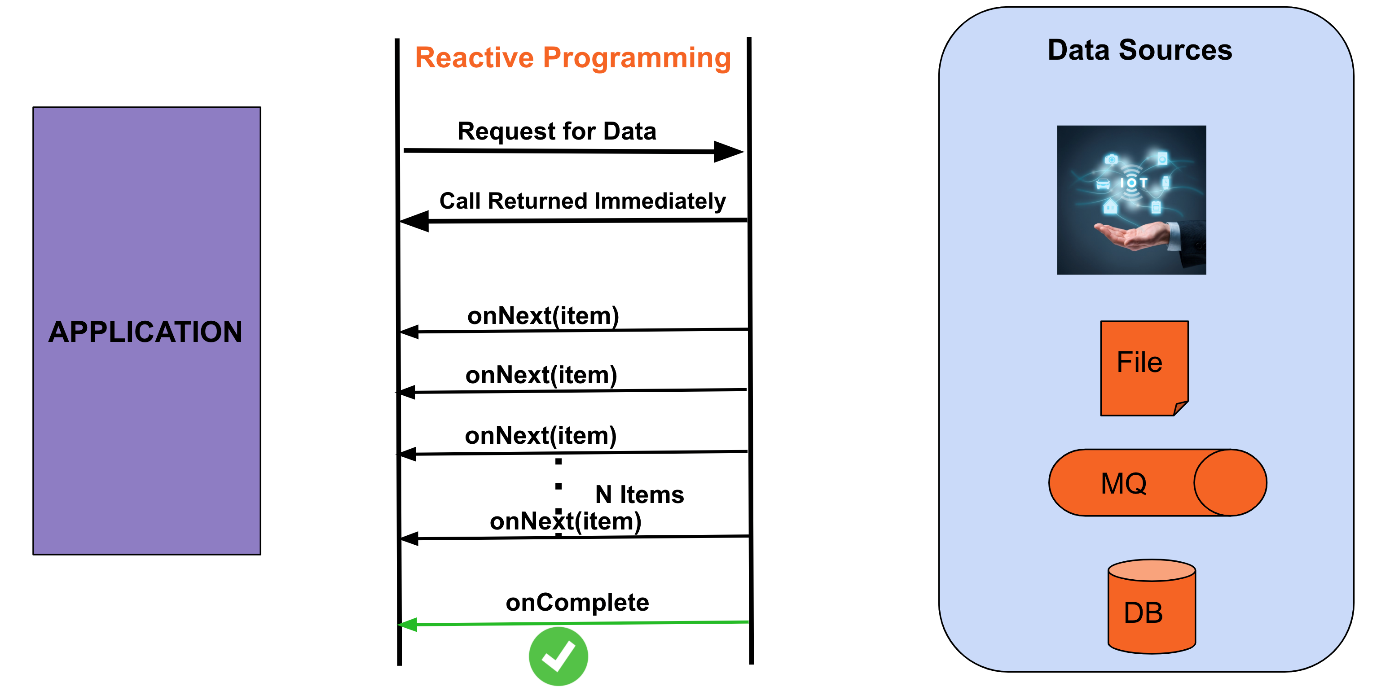 Reactive Programming
Data Sources
Request for Data
IOT
Call Returned Immediately
APPLICATION
onNext(item)
File
onNext(item)
onNext(item)
MQ
N Items
onNext(item)
onComplete
DB